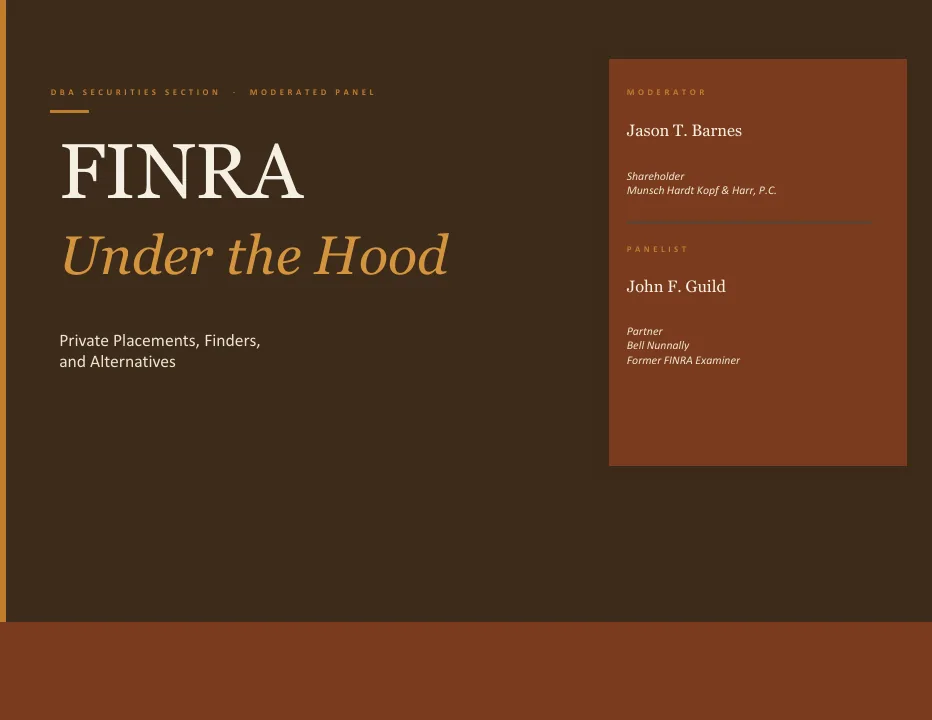 DBA SECURITIES SECTION · MODERATED PANEL
FINRA
Under the Hood
Private Placements, Finders,
and Alternatives
MODERATOR
Jason T. Barnes
Shareholder
Munsch Hardt Kopf & Harr, P.C.
PANELIST
John F. Guild
Partner
Bell Nunnally
Former FINRA Examiner